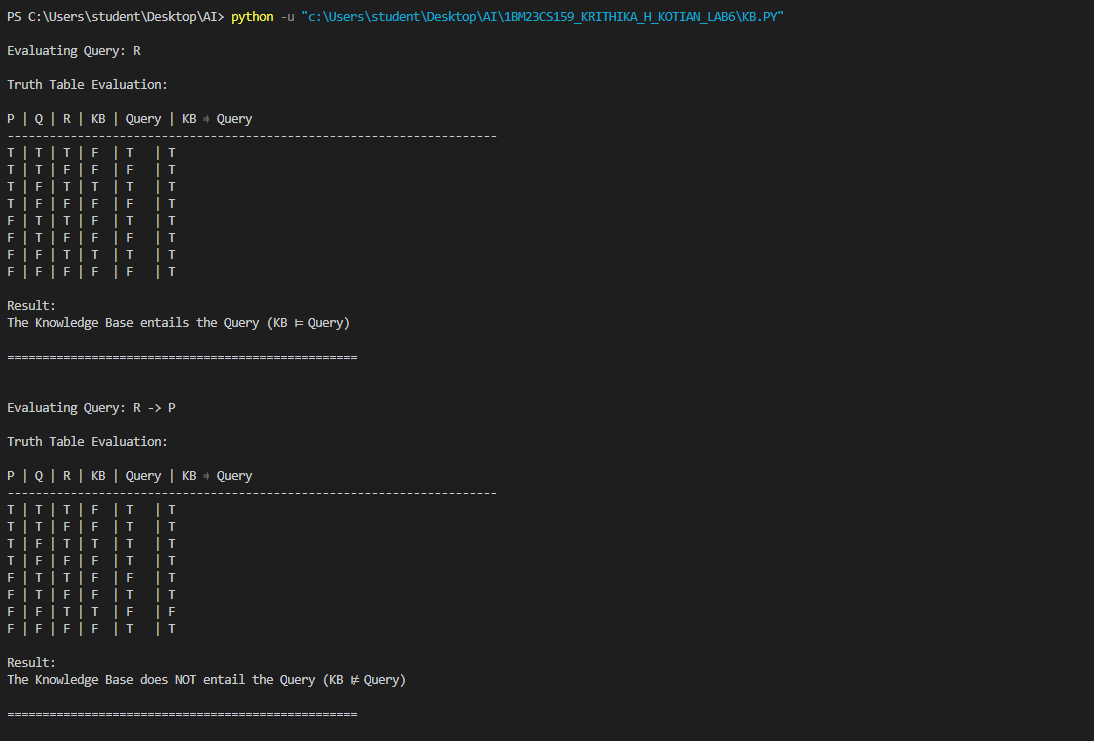 PS C:\Users\student\Desktop\AI> python -u "c:\Users\student\Desktop\AI\1BM23CS159_KRITHIKA_H_KOTIAN_LAB6\KB.PY"
Evaluating Query: R
Truth Table Evaluation:
P | Q | R | KB | Query | KB ⇒ Query
----------------------------------------------------------------------
T | T | T | F  | T   | T
T | T | F | F  | F   | T
T | F | T | T  | T   | T
T | F | F | F  | F   | T
F | T | T | F  | T   | T
F | T | F | F  | F   | T
F | F | T | T  | T   | T
F | F | F | F  | F   | T
Result:
The Knowledge Base entails the Query (KB ⊨ Query)
==================================================
Evaluating Query: R -> P
Truth Table Evaluation:
P | Q | R | KB | Query | KB ⇒ Query
----------------------------------------------------------------------
T | T | T | F  | T   | T
T | T | F | F  | T   | T
T | F | T | T  | T   | T
T | F | F | F  | T   | T
F | T | T | F  | F   | T
F | T | F | F  | T   | T
F | F | T | T  | F   | F
F | F | F | F  | T   | T
Result:
The Knowledge Base does NOT entail the Query (KB ⊭ Query)
==================================================